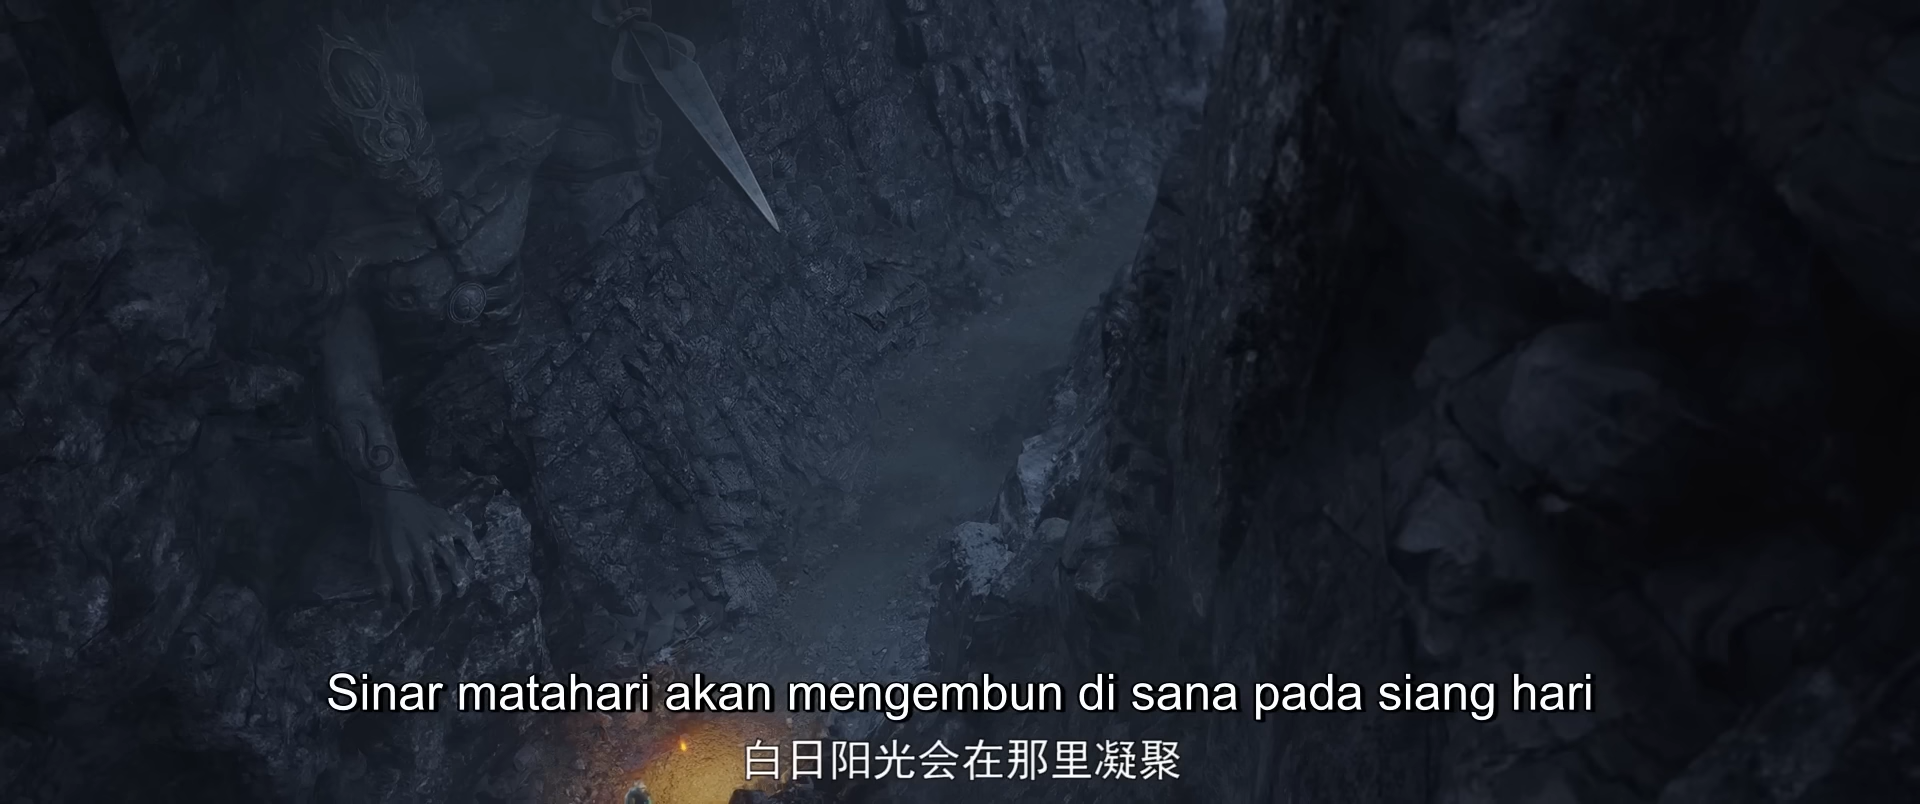 Sinar matahari akan mengembun di sana pada siang hari
白日阳光会在那里凝聚